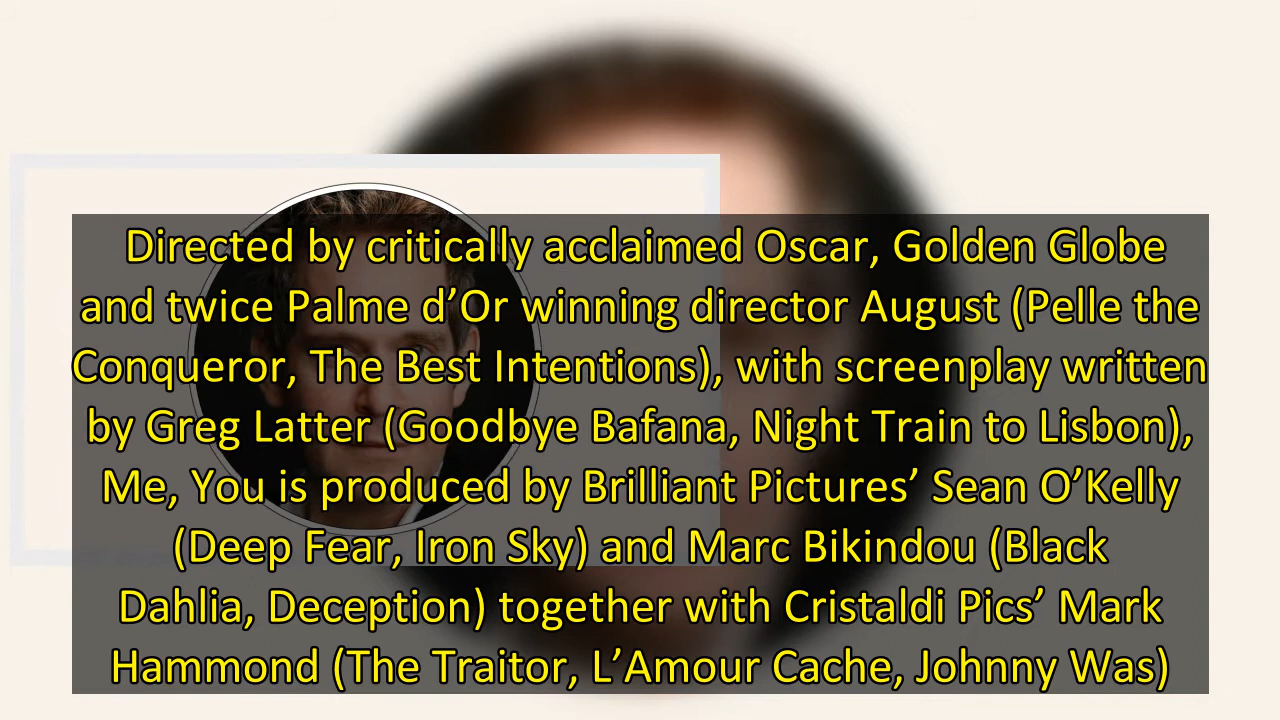 Directed by critically acclaimed Oscar, Golden Globe
and twice Palme d’Or winning director August (Pelle the
Conqueror, The Best Intentions), with screenplay written
by Greg Latter (Goodbye Bafana, Night Train to Lisbon),
Me, You is produced by Brilliant Pictures’ Sean O’Kelly
(Deep Fear, Iron Sky) and Marc Bikindou (Black
Dahlia, Deception) together with Cristaldi Pics’ Mark
Hammond (The Traitor, L’Amour Cache, Johnny Was)